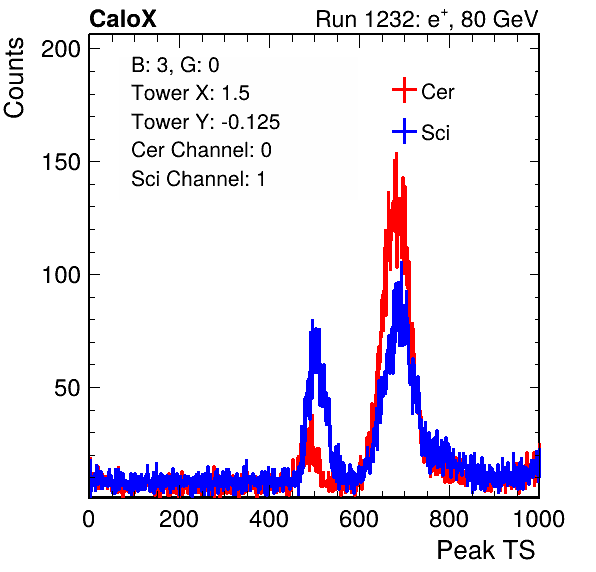 CaloX Run 1232: e+, 80 GeV
Counts
B: 3, G: 0
Tower X: 1.5
Tower Y: -0.125
Cer Channel: 0
Sci Channel: 1
Cer
Sci
200
150
100
50
0 200 400 600 800 1000
Peak TS